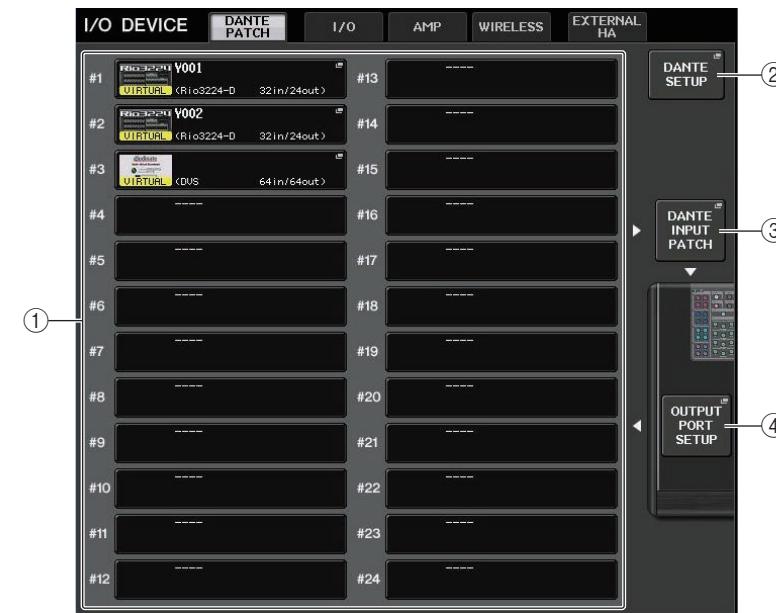 I/O DEVICE
DANTE PATCH
I/O
AMP
WIRELESS
EXTERNAL HA
#1
Rio3224
Y001
VIRTUAL
(Rio3224-D 32in/24out)
#2
Rio3224
Y002
VIRTUAL
(Rio3224-D 32in/24out)
#3
VIRTUAL
(DVS 64in/64out)
#4
----
#5
----
#6
----
#7
----
#8
----
#9
----
#10
----
#11
----
#12
----
#13
----
#14
----
#15
----
#16
----
#17
----
#18
----
#19
----
#20
----
#21
----
#22
----
#23
----
#24
----
DANTE
SETUP
DANTE
INPUT
PATCH
OUTPUT
PORT
SETUP
①
②
③
④